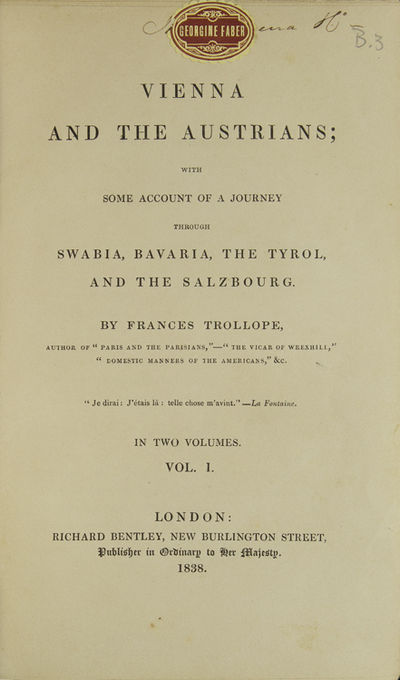 GEORGINE FABER
B.3
VIENNA
AND THE AUSTRIANS;
WITH
SOME ACCOUNT OF A JOURNEY
THROUGH
SWABIA, BAVARIA, THE TYROL,
AND THE SALZBOURG.
BY FRANCES TROLLOPE,
AUTHOR OF "PARIS AND THE PARISIANS,"—"THE VICAR OF WREXHILL,"
"DOMESTIC MANNERS OF THE AMERICANS," &C.
"Je dirai: J'étais là: telle chose m'avint."—La Fontaine.
IN TWO VOLUMES.
VOL. I.
LONDON:
RICHARD BENTLEY, NEW BURLINGTON STREET,
Publisher in Ordinary to Her Majesty.
1838.